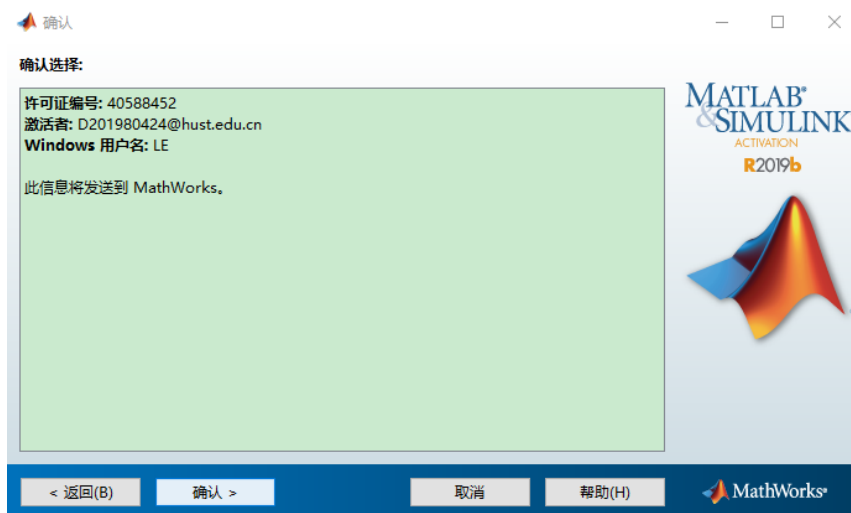 确认
确认选择:
许可证编号: 40588452
激活者: D201980424@hust.edu.cn
Windows 用户名: LE
此信息将发送到 MathWorks。
MATLAB®
&SIMULINK
ACTIVATION
R2019b
< 返回(B)
确认 >
取消
帮助(H)
MathWorks®